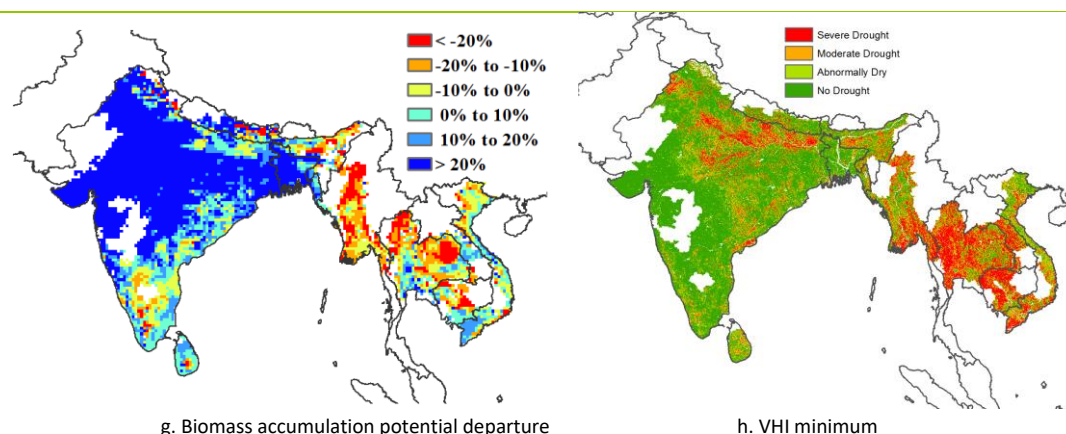 < -20%
-20% to -10%
-10% to 0%
0% to 10%
10% to 20%
> 20%
Severe Drought
Moderate Drought
Abnormally Dry
No Drought
g. Biomass accumulation potential departure
h. VHI minimum